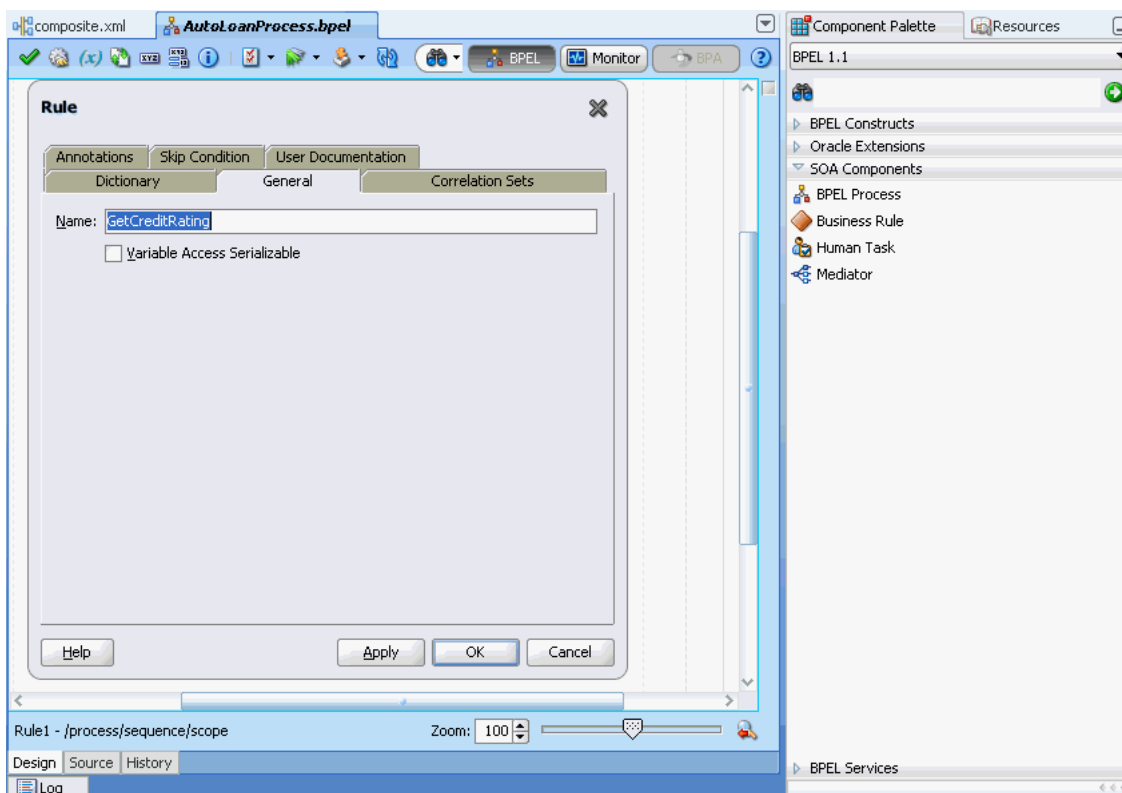 composite.xml
AutoLoanProcess.bpel
Component Palette
Resources
(x)
XYZ
BPEL
Monitor
BPA
BPEL 1.1
Rule
BPEL Constructs
Oracle Extensions
SOA Components
BPEL Process
Business Rule
Human Task
Mediator
Annotations
Skip Condition
User Documentation
Dictionary
General
Correlation Sets
Name: GetCreditRating
Variable Access Serializable
Help
Apply
OK
Cancel
Rule1 - /process/sequence/scope
Zoom: 100
Design
Source
History
BPEL Services
Log